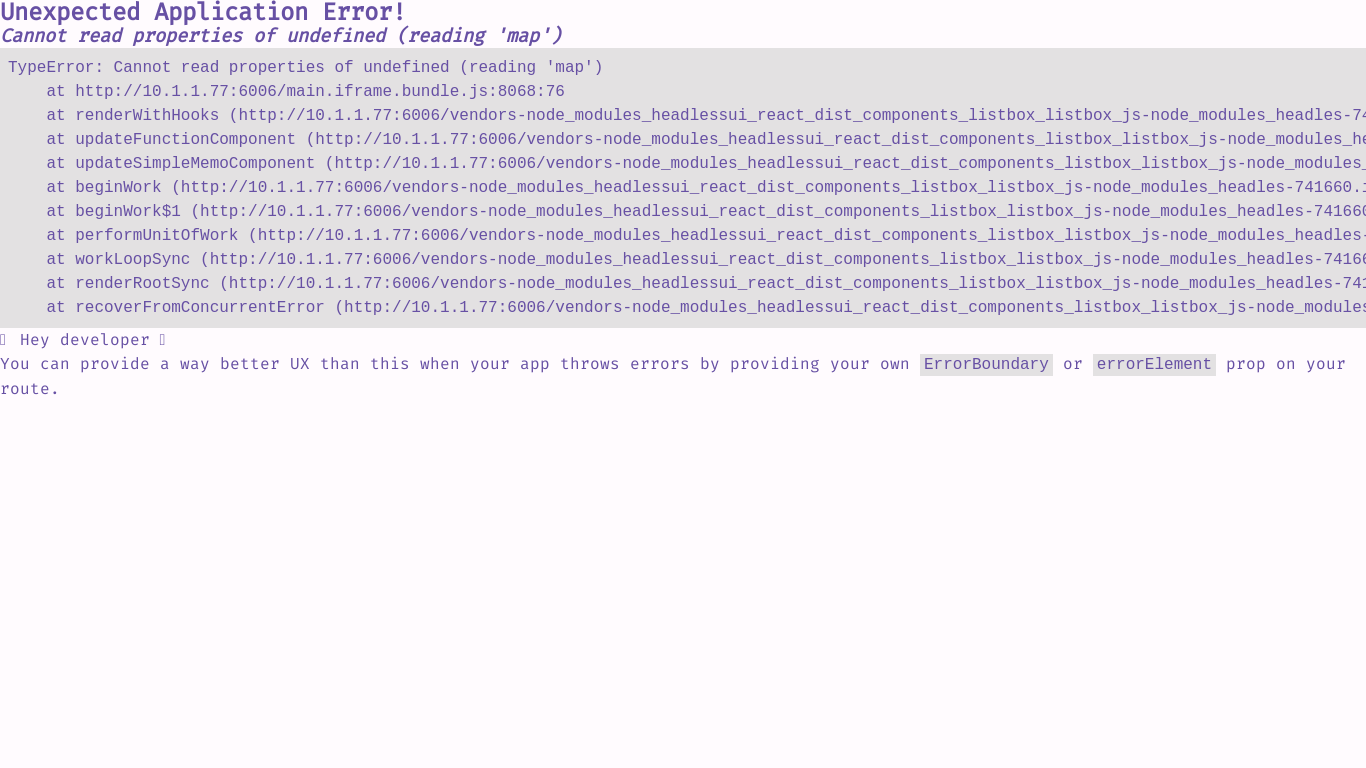 Unexpected Application Error!
Cannot read properties of undefined (reading 'map')
TypeError: Cannot read properties of undefined (reading 'map')
    at http://10.1.1.77:6006/main.iframe.bundle.js:8068:76
    at renderWithHooks (http://10.1.1.77:6006/vendors-node_modules_headlessui_react_dist_components_listbox_listbox_js-node_modules_headles-74
    at updateFunctionComponent (http://10.1.1.77:6006/vendors-node_modules_headlessui_react_dist_components_listbox_listbox_js-node_modules_he
    at updateSimpleMemoComponent (http://10.1.1.77:6006/vendors-node_modules_headlessui_react_dist_components_listbox_listbox_js-node_modules_
    at beginWork (http://10.1.1.77:6006/vendors-node_modules_headlessui_react_dist_components_listbox_listbox_js-node_modules_headles-741660.i
    at beginWork$1 (http://10.1.1.77:6006/vendors-node_modules_headlessui_react_dist_components_listbox_listbox_js-node_modules_headles-741660
    at performUnitOfWork (http://10.1.1.77:6006/vendors-node_modules_headlessui_react_dist_components_listbox_listbox_js-node_modules_headles-
    at workLoopSync (http://10.1.1.77:6006/vendors-node_modules_headlessui_react_dist_components_listbox_listbox_js-node_modules_headles-74166
    at renderRootSync (http://10.1.1.77:6006/vendors-node_modules_headlessui_react_dist_components_listbox_listbox_js-node_modules_headles-741
    at recoverFromConcurrentError (http://10.1.1.77:6006/vendors-node_modules_headlessui_react_dist_components_listbox_listbox_js-node_modules
Hey developer
You can provide a way better UX than this when your app throws errors by providing your own ErrorBoundary or errorElement prop on your
route.